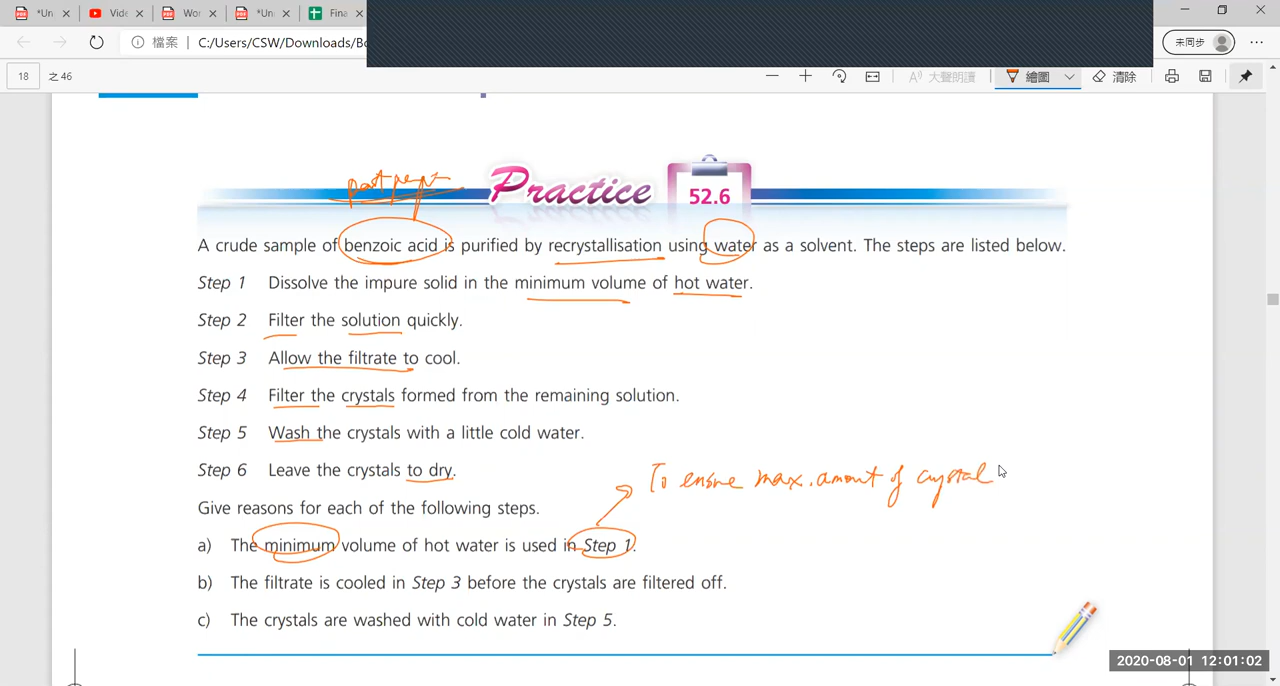 *Un
Vide
Wor
*Un
Fina
檔案
C:/Users/CSW/Downloads/Bo
未同步
18 之 46
大聲朗讀
繪圖
清除
past paper
Practice 52.6
A crude sample of benzoic acid is purified by recrystallisation using water as a solvent. The steps are listed below.
Step 1 Dissolve the impure solid in the minimum volume of hot water.
Step 2 Filter the solution quickly.
Step 3 Allow the filtrate to cool.
Step 4 Filter the crystals formed from the remaining solution.
Step 5 Wash the crystals with a little cold water.
Step 6 Leave the crystals to dry.
To ensure max. amount of crystal
Give reasons for each of the following steps.
a) The minimum volume of hot water is used in Step 1.
b) The filtrate is cooled in Step 3 before the crystals are filtered off.
c) The crystals are washed with cold water in Step 5.
2020-08-01 12:01:02